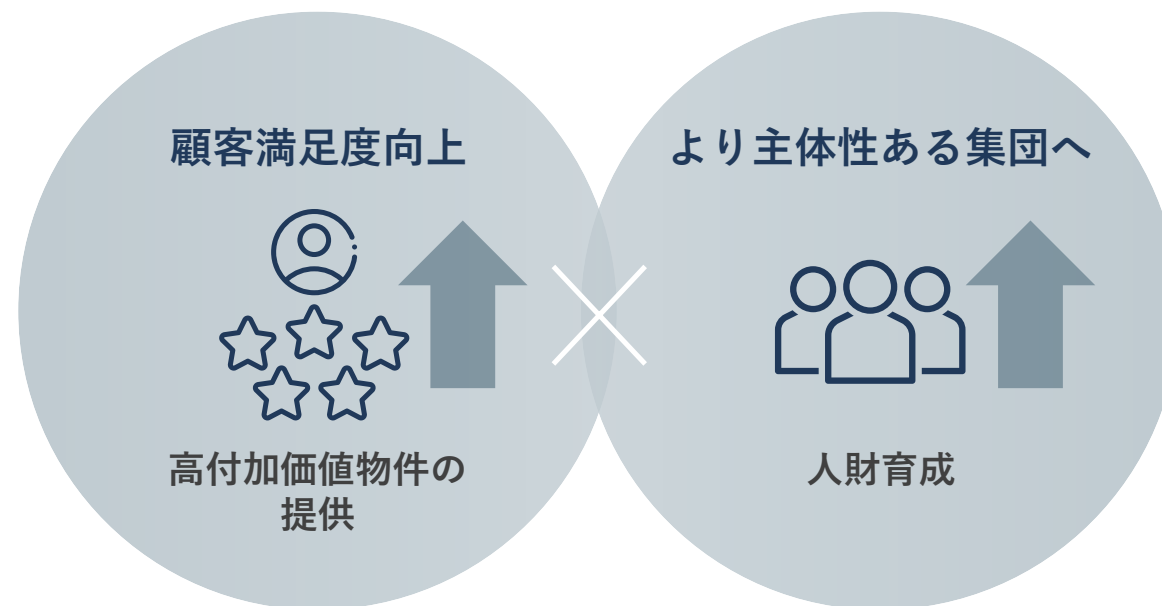 顧客満足度向上
高付加価値物件の
提供
より主体性ある集団へ
人財育成